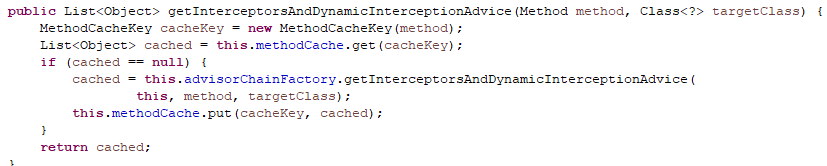 public List<Object> getInterceptorsAndDynamicInterceptionAdvice(Method method, Class<?> targetClass) {
MethodCacheKey cacheKey = new MethodCacheKey(method);
List<Object> cached = this.methodCache.get(cacheKey);
if (cached == null) {
cached = this.advisorChainFactory.getInterceptorsAndDynamicInterceptionAdvice(
this, method, targetClass);
this.methodCache.put(cacheKey, cached);
}
return cached;
}